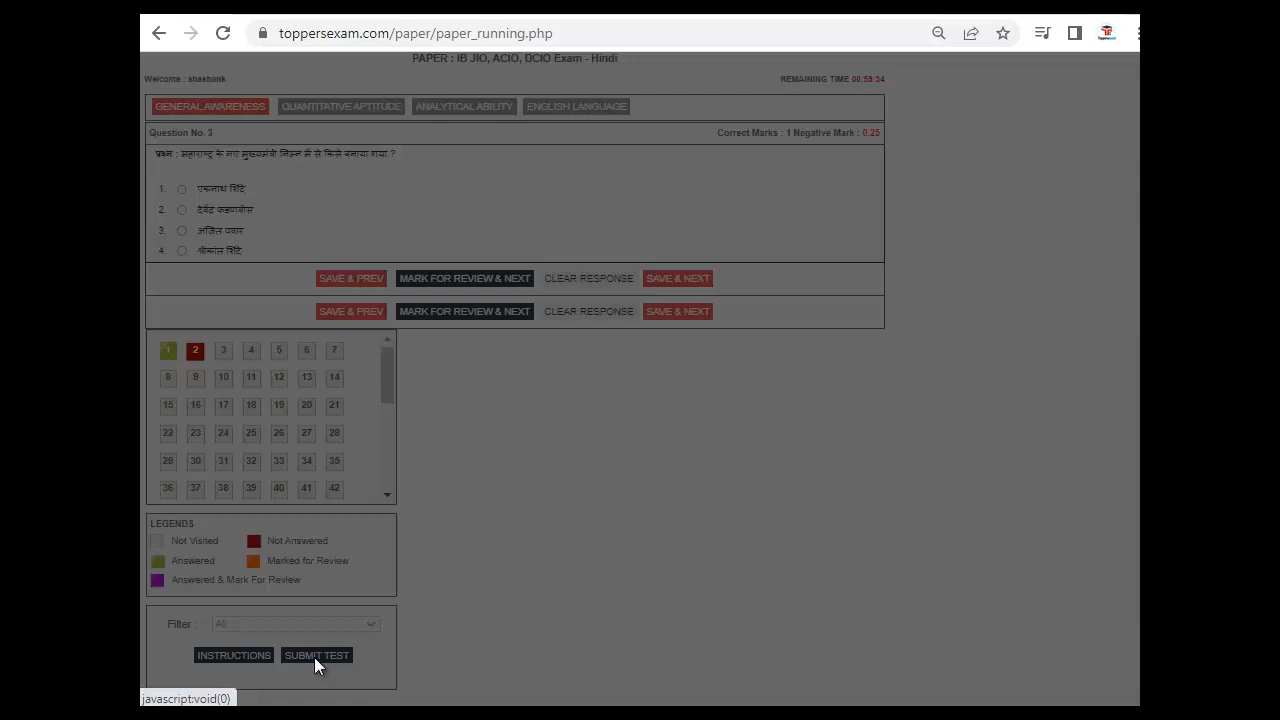 toppersexam.com/paper/paper_running.php
PAPER : IB JIO, ACIO, DCIO Exam - Hindi
Welcome : shashank
REMAINING TIME 00:59:34
GENERAL AWARENESS QUANTITATIVE APTITUDE ANALYTICAL ABILITY ENGLISH LANGUAGE
Question No. 3 Correct Marks : 1 Negative Mark : 0.25
प्रश्न : महाराष्ट्र के नए मुख्यमंत्री निम्न में से किसे बनाया गया ?
1. एकनाथ शिंदे
2. देवेंद्र फडणवीस
3. अजित पवार
4. श्रीकांत शिंदे
SAVE & PREV MARK FOR REVIEW & NEXT CLEAR RESPONSE SAVE & NEXT
SAVE & PREV MARK FOR REVIEW & NEXT CLEAR RESPONSE SAVE & NEXT
1 2 3 4 5 6 7
8 9 10 11 12 13 14
15 16 17 18 19 20 21
22 23 24 25 26 27 28
29 30 31 32 33 34 35
36 37 38 39 40 41 42
LEGENDS
Not Visited Not Answered
Answered Marked for Review
Answered & Mark For Review
Filter : All
INSTRUCTIONS SUBMIT TEST
javascript:void(0)